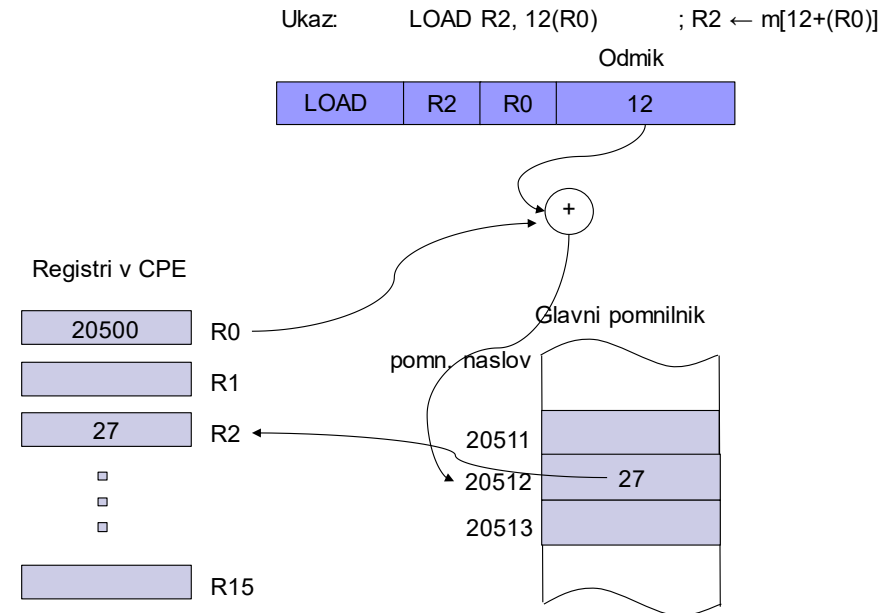 Ukaz: LOAD R2, 12(R0) ; R2 ← m[12+(R0)]
Odmik
LOAD R2 R0 12
+
Registri v CPE
20500 R0
Glavni pomnilnik
pomn. naslov
R1
27 R2
20511
20512 27
20513
R15